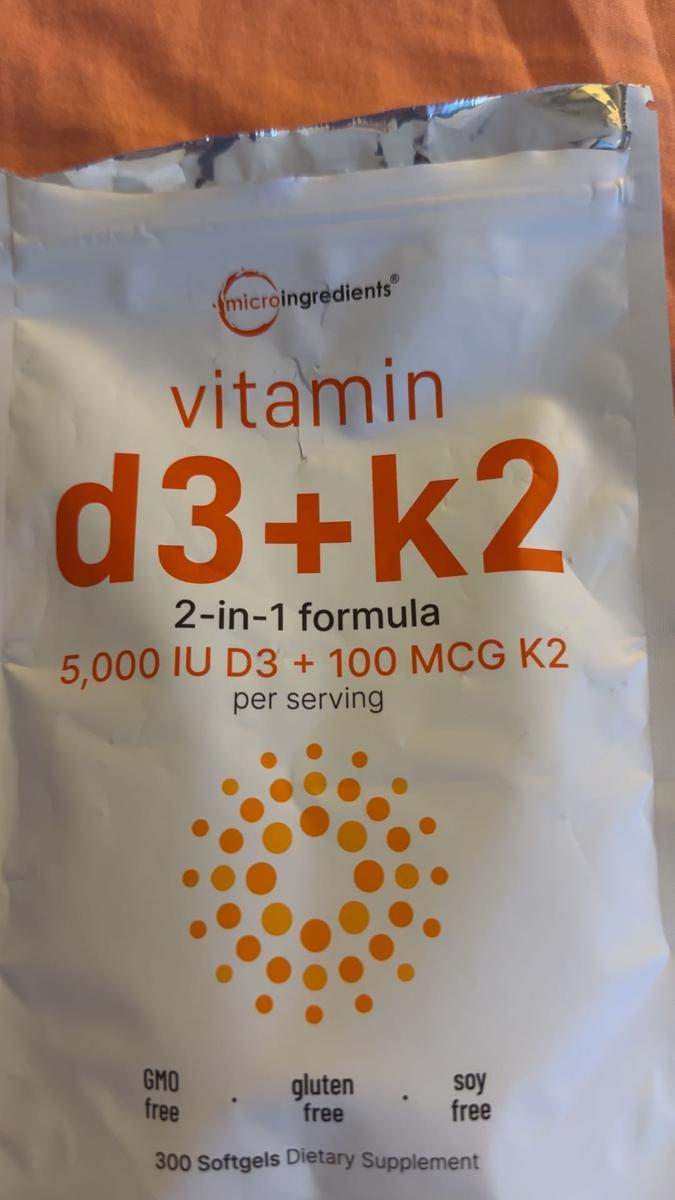 microingredients®
vitamin
d3+k2
2-in-1 formula
5,000 IU D3 + 100 MCG K2
per serving
GMO free · gluten free · soy free
300 Softgels Dietary Supplement